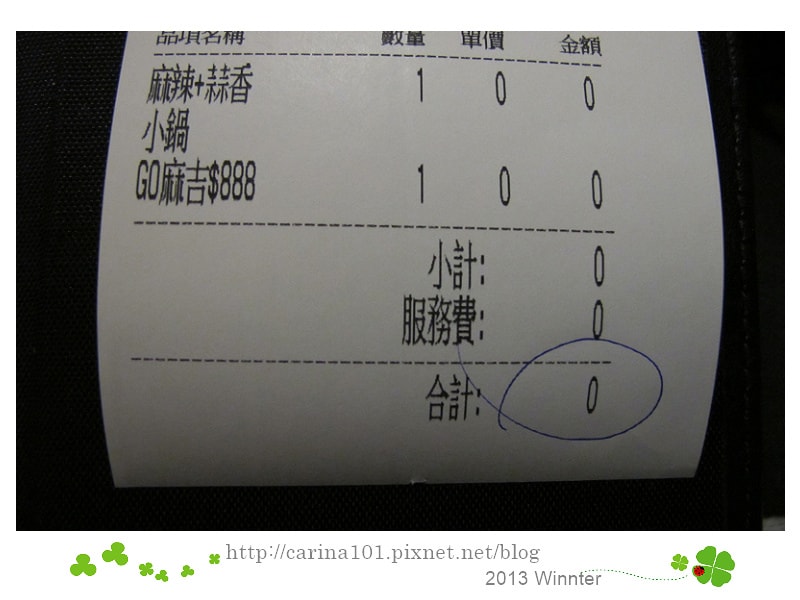 品項名稱 數量 單價 金額
麻辣+蒜香 1 0 0
小鍋
GO麻吉$888 1 0 0
小計: 0
服務費: 0
合計: 0
http://carina101.pixnet.net/blog
2013 Winnter